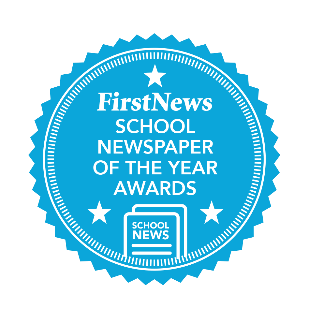 FirstNews
SCHOOL
NEWSPAPER
OF THE YEAR
AWARDS
SCHOOL
NEWS